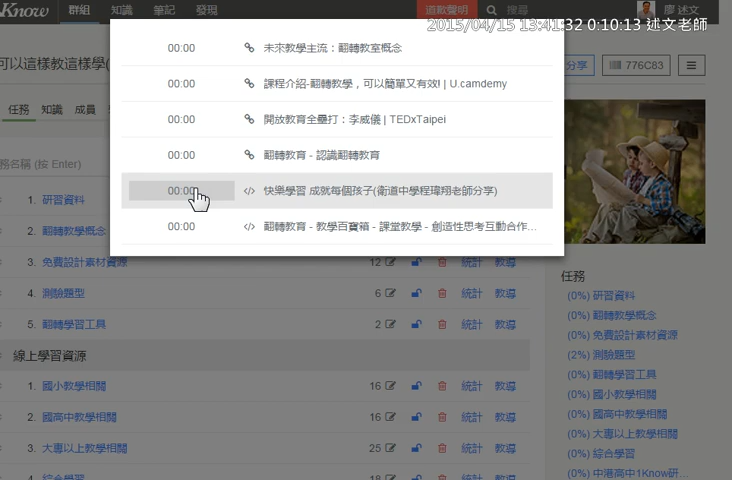 Know 群組 知識 筆記 發現 道歉聲明 搜尋 廖 述文
2015/04/15 13:41:32 0:10:13 述文老師
可以這樣教這樣學(
分享 776C83
任務 知識 成員
務名稱 (按 Enter)
00:00 未來教學主流：翻轉教室概念
00:00 課程介紹-翻轉教學，可以簡單又有效! | U.camdemy
00:00 開放教育全壘打：李威儀 | TEDxTaipei
00:00 翻轉教育 - 認識翻轉教育
00:00 </> 快樂學習 成就每個孩子(衛道中學程瑋翔老師分享)
00:00 </> 翻轉教育 - 教學百寶箱 - 課堂教學 - 創造性思考互動合作...
1. 研習資料
2. 翻轉教學概念
3. 免費設計素材資源 12 統計 教導
4. 測驗題型 6 統計 教導
5. 翻轉學習工具 2 統計 教導
線上學習資源
1. 國小教學相關 16 統計 教導
2. 國高中教學相關 16 統計 教導
3. 大專以上教學相關 25 統計 教導
4. 綜合學習 18 統計 教導
任務
(0%) 研習資料
(0%) 翻轉教學概念
(0%) 免費設計素材資源
(2%) 測驗題型
(0%) 翻轉學習工具
(0%) 國小教學相關
(0%) 國高中教學相關
(0%) 大專以上教學相關
(0%) 綜合學習
(0%) 中港高中1Know研...